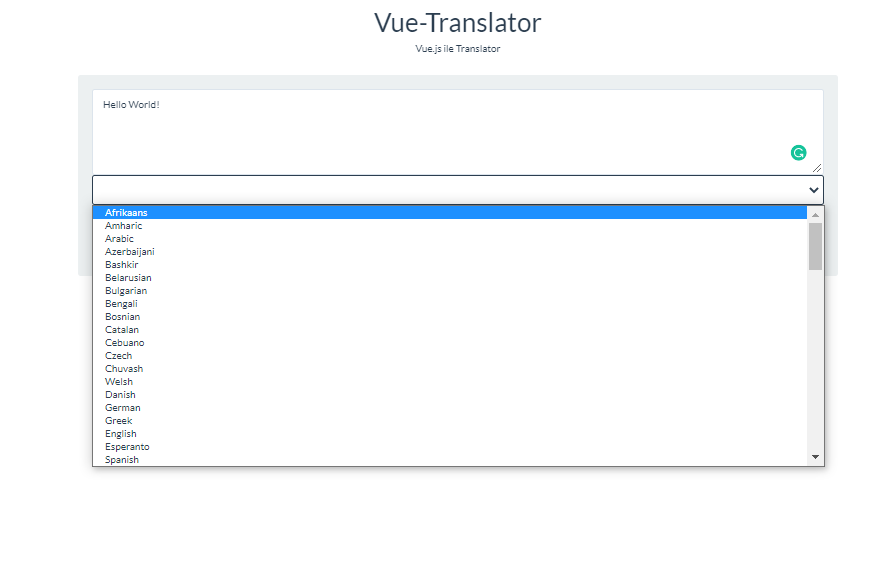 Vue-Translator
Vue.js ile Translator
Hello World!
Afrikaans
Amharic
Arabic
Azerbaijani
Bashkir
Belarusian
Bulgarian
Bengali
Bosnian
Catalan
Cebuano
Czech
Chuvash
Welsh
Danish
German
Greek
English
Esperanto
Spanish